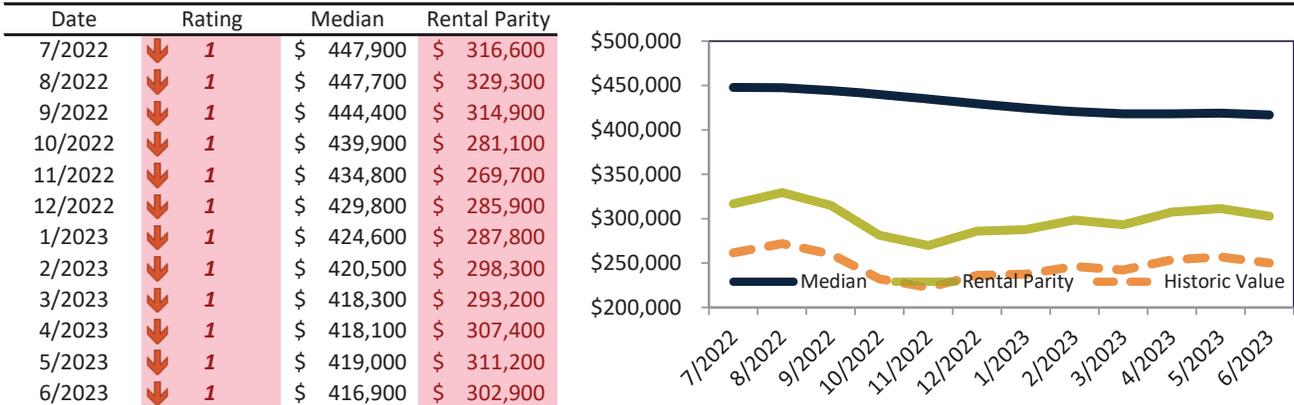 Date Rating Median Rental Parity
7/2022 1 $ 447,900 $ 316,600
8/2022 1 $ 447,700 $ 329,300
9/2022 1 $ 444,400 $ 314,900
10/2022 1 $ 439,900 $ 281,100
11/2022 1 $ 434,800 $ 269,700
12/2022 1 $ 429,800 $ 285,900
1/2023 1 $ 424,600 $ 287,800
2/2023 1 $ 420,500 $ 298,300
3/2023 1 $ 418,300 $ 293,200
4/2023 1 $ 418,100 $ 307,400
5/2023 1 $ 419,000 $ 311,200
6/2023 1 $ 416,900 $ 302,900
$500,000
$450,000
$400,000
$350,000
$300,000
$250,000
$200,000
Median Rental Parity Historic Value
7/2022 8/2022 9/2022 10/2022 11/2022 12/2022 1/2023 2/2023 3/2023 4/2023 5/2023 6/2023